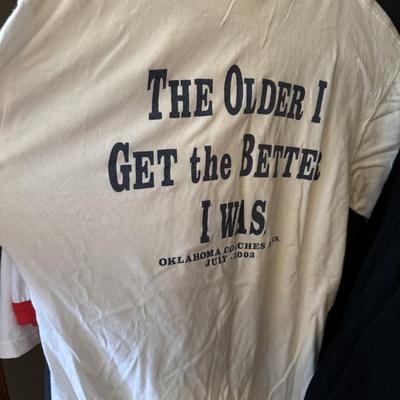 THE OLDER I
GET the BETTER
I WAS
OKLAHOMA COACHES
JULY - 2003